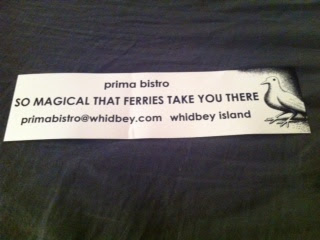 prima bistro
SO MAGICAL THAT FERRIES TAKE YOU THERE
primabistro@whidbey.com whidbey island